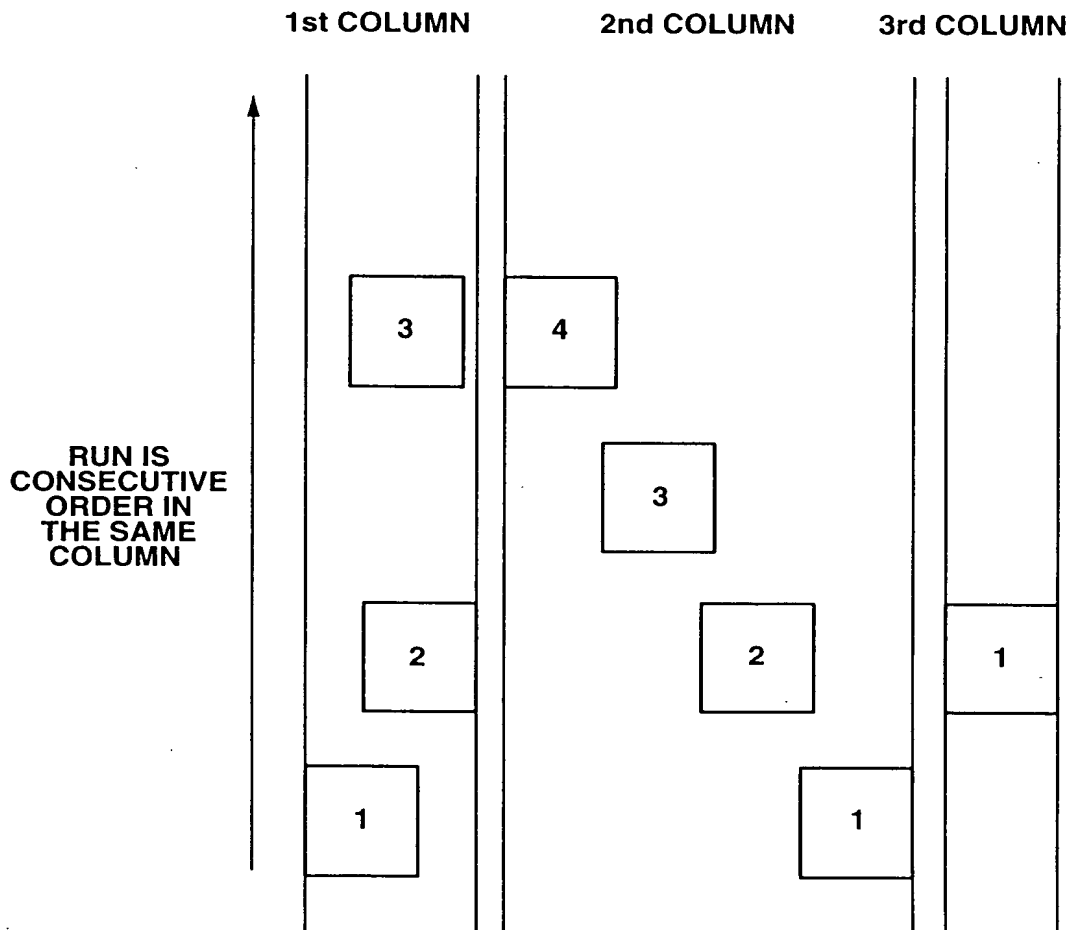 1st COLUMN 2nd COLUMN 3rd COLUMN
3 4
RUN IS
CONSECUTIVE
ORDER IN
THE SAME
COLUMN
3
2 2 1
1 1